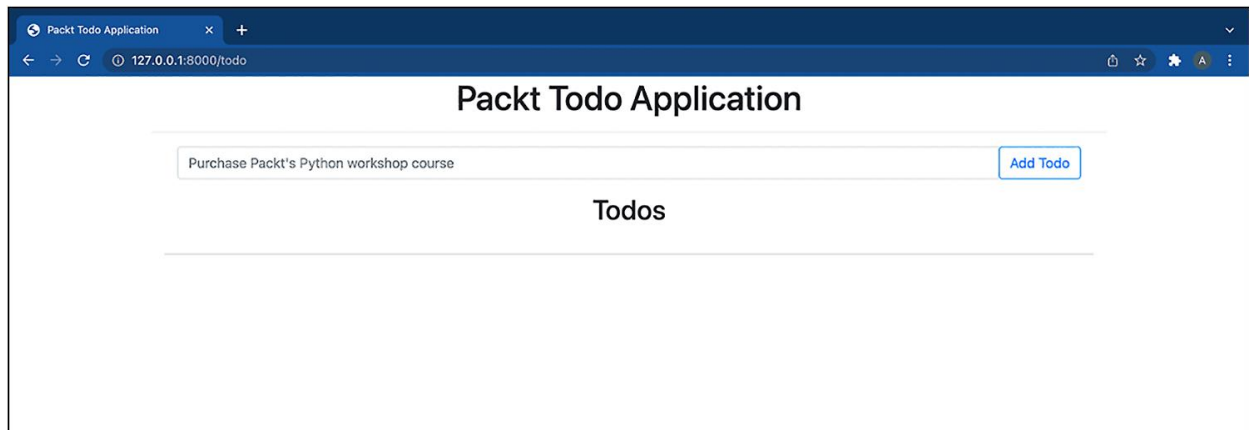 Packt Todo Application
127.0.0.1:8000/todo
A
Packt Todo Application
Purchase Packt's Python workshop course
Add Todo
Todos